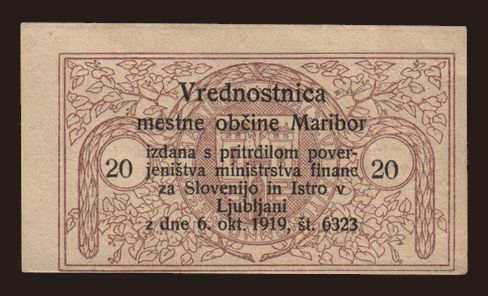 Vrednostnica
mestne občine Maribor
izdana s pritrdilom pover-
jeništva ministrstva financ
20 za Slovenijo in Istro v 20
Ljubljani
z dne 6. okt. 1919, št. 6323